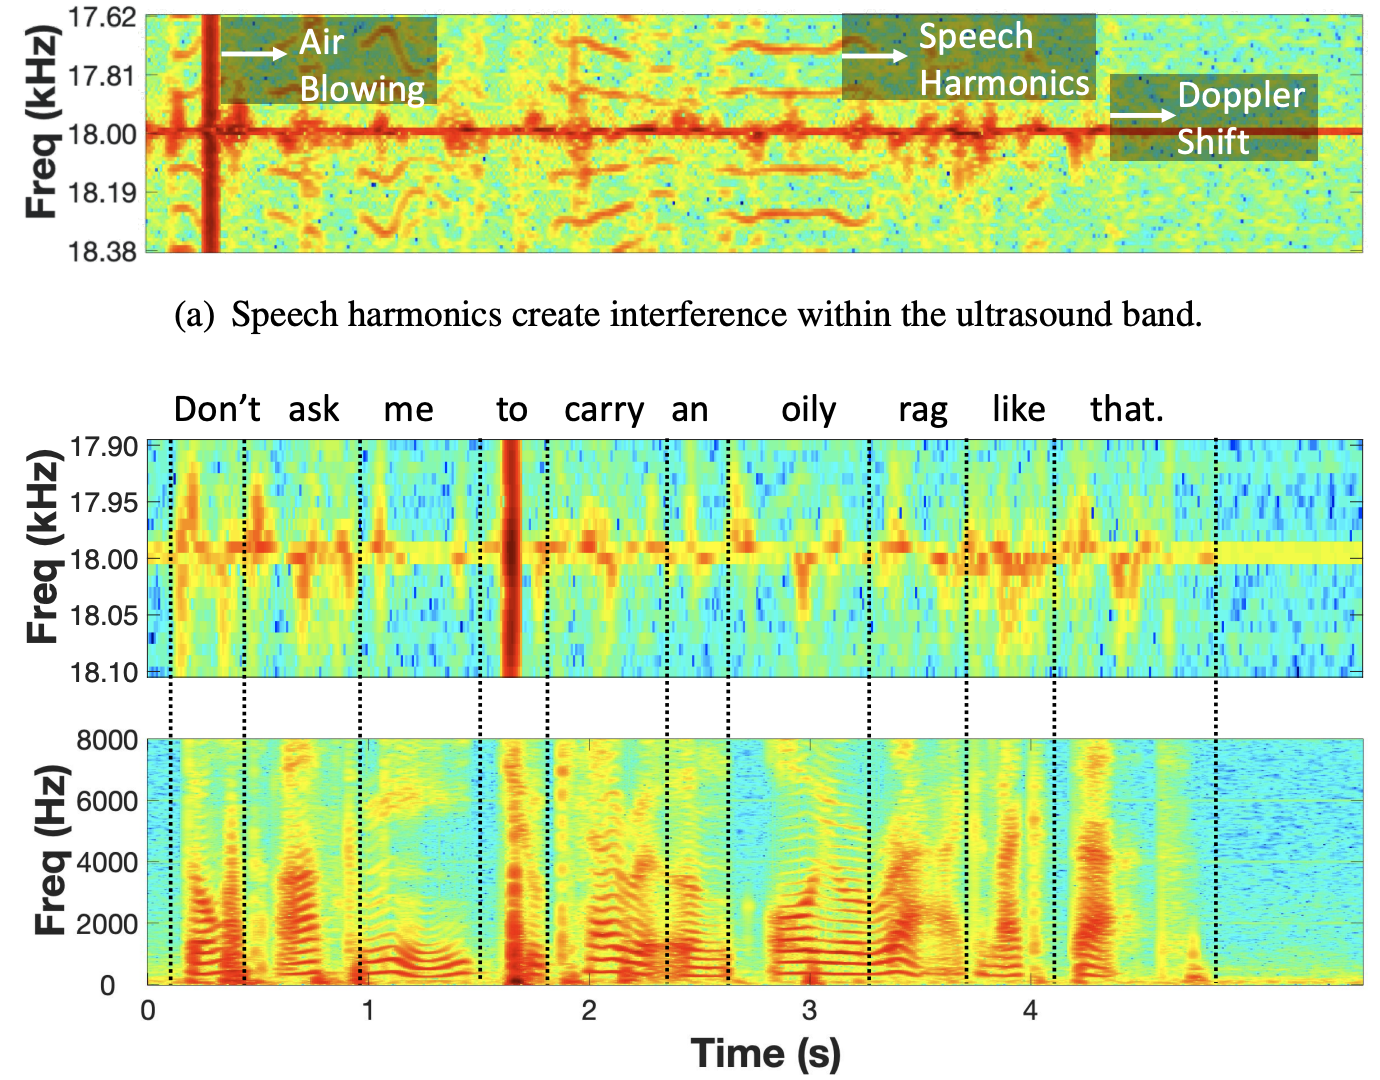 Freq (kHz)
17.62
17.81
18.00
18.19
18.38
Air
Blowing
Speech
Harmonics
Doppler
Shift
(a) Speech harmonics create interference within the ultrasound band.
Don't ask me to carry an oily rag like that.
Freq (kHz)
17.90
17.95
18.00
18.05
18.10
Freq (Hz)
8000
6000
4000
2000
0
0 1 2 3 4
Time (s)